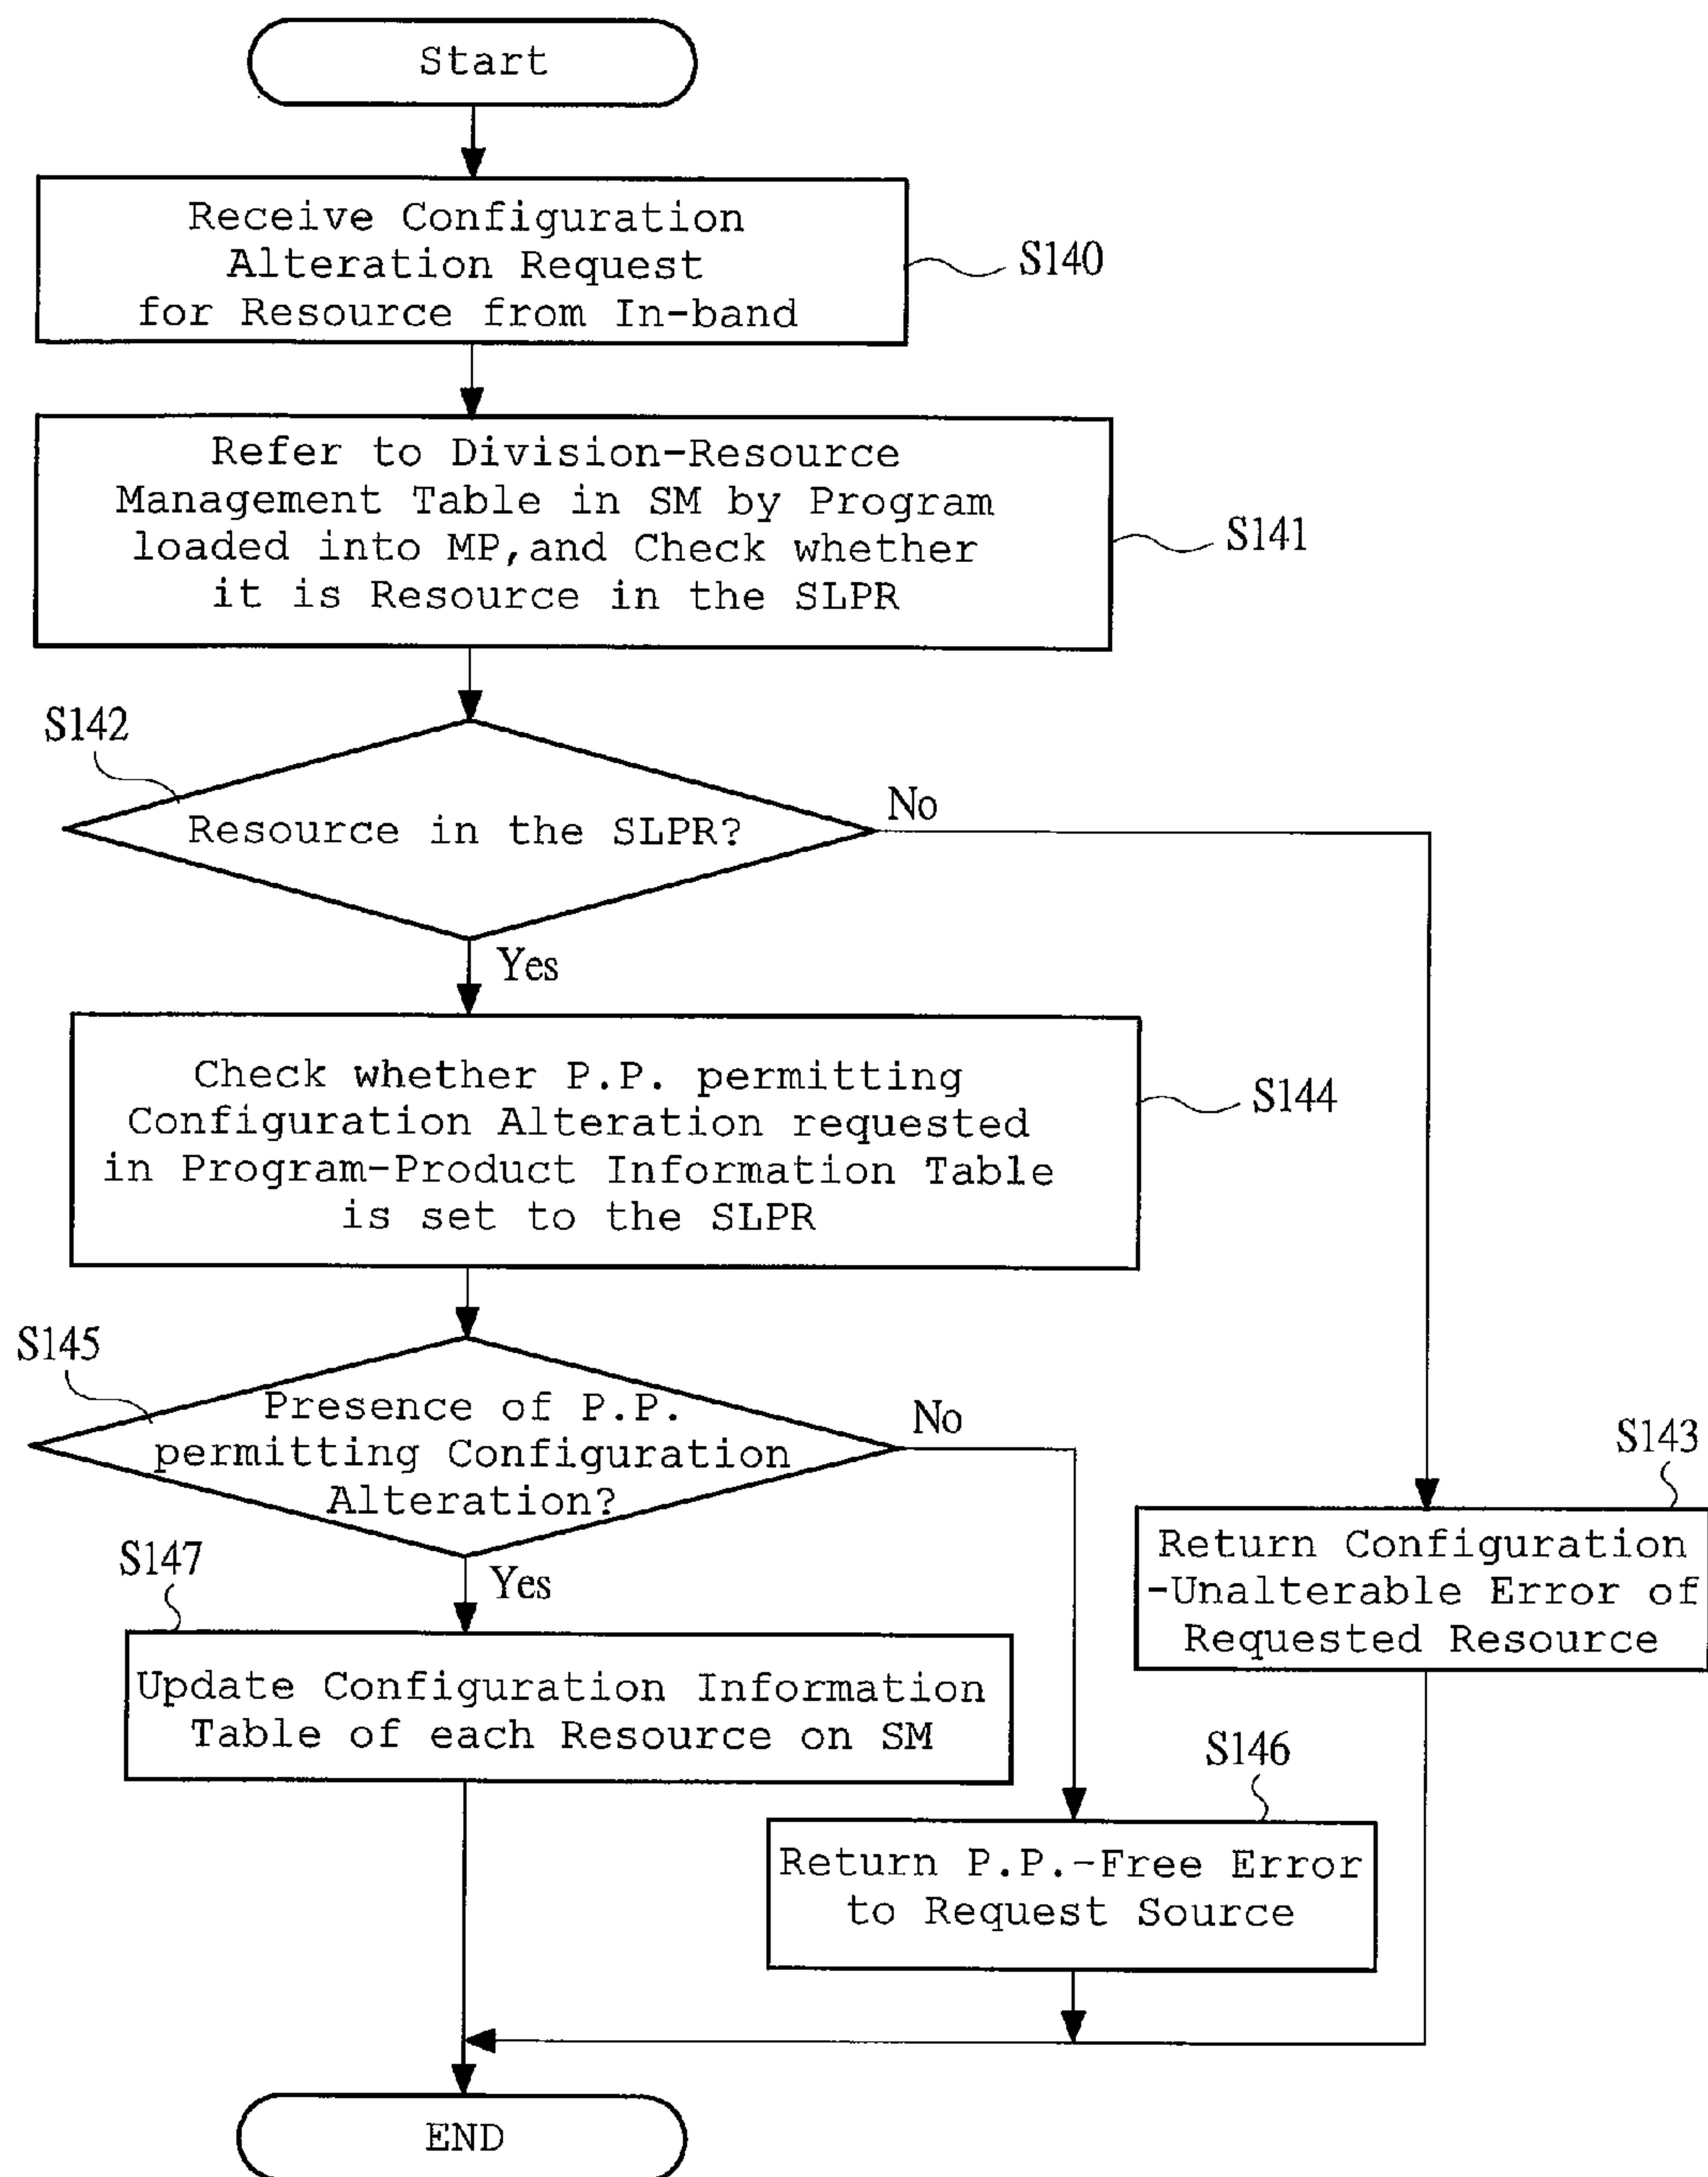 Start
Receive Configuration
Alteration Request
for Resource from In-band
S140
Refer to Division-Resource
Management Table in SM by Program
loaded into MP,and Check whether
it is Resource in the SLPR
S141
S142
Resource in the SLPR?
No
Yes
Check whether P.P. permitting
Configuration Alteration requested
in Program-Product Information Table
is set to the SLPR
S144
S145
Presence of P.P.
permitting Configuration
Alteration?
No
Yes
S143
Return Configuration
-Unalterable Error of
Requested Resource
S147
Update Configuration Information
Table of each Resource on SM
S146
Return P.P.-Free Error
to Request Source
END